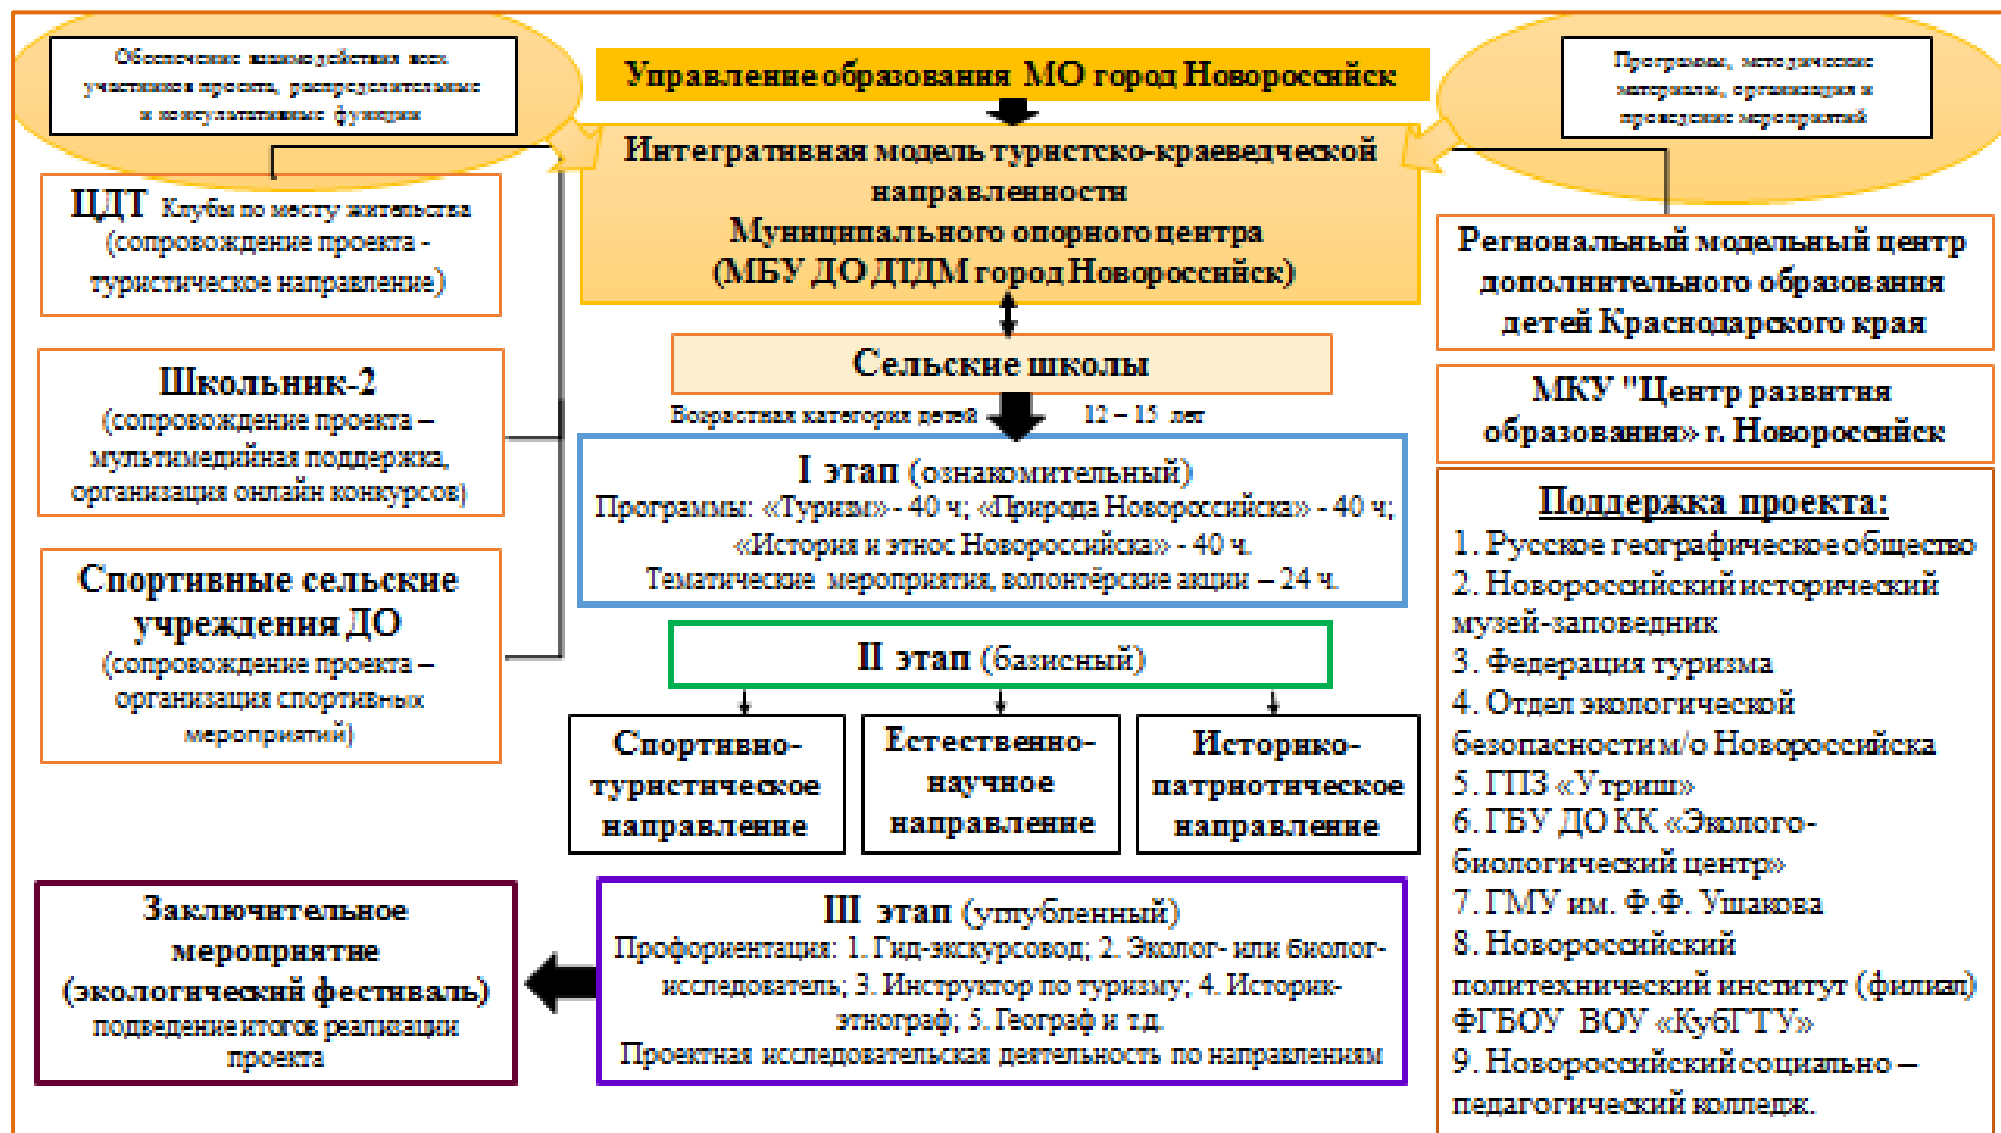 Обеспечение взаимодействия всех
участников проекта, распределительные
и консультативные функции
Управление образования МО город Новороссийск
Программы, методические
материалы, организация и
проведение мероприятий
Интегративная модель туристско-краеведческой
направленности
Муниципального опорного центра
(МБУ ДО ДТДМ город Новороссийск)
ЦДТ Клубы по месту жительства
(сопровождение проекта -
туристическое направление)
Школьник-2
(сопровождение проекта –
мультимедийная поддержка,
организация онлайн конкурсов)
Спортивные сельские
учреждения ДО
(сопровождение проекта –
организация спортивных
мероприятий)
Сельские школы
Возрастная категория детей 12 – 15 лет
I этап (ознакомительный)
Программы: «Туризм» - 40 ч; «Природа Новороссийска» - 40 ч;
«История и этнос Новороссийска» - 40 ч.
Тематические мероприятия, волонтёрские акции – 24 ч.
II этап (базисный)
Спортивно-
туристическое
направление
Естественно-
научное
направление
Историко-
патриотическое
направление
III этап (углубленный)
Профориентация: 1. Гид-экскурсовод; 2. Эколог- или биолог-
исследователь; 3. Инструктор по туризму; 4. Историк-
этнограф; 5. Географ и т.д.
Проектная исследовательская деятельность по направлениям
Заключительное
мероприятие
(экологический фестиваль)
подведение итогов реализации
проекта
Региональный модельный центр
дополнительного образования
детей Краснодарского края
МКУ "Центр развития
образования» г. Новороссийск
Поддержка проекта:
1. Русское географическое общество
2. Новороссийский исторический
музей-заповедник
3. Федерация туризма
4. Отдел экологической
безопасности м/о Новороссийска
5. ГПЗ «Утриш»
6. ГБУ ДО КК «Эколого-
биологический центр»
7. ГМУ им. Ф.Ф. Ушакова
8. Новороссийский
политехнический институт (филиал)
ФГБОУ ВОУ «КубГТУ»
9. Новороссийский социально –
педагогический колледж.